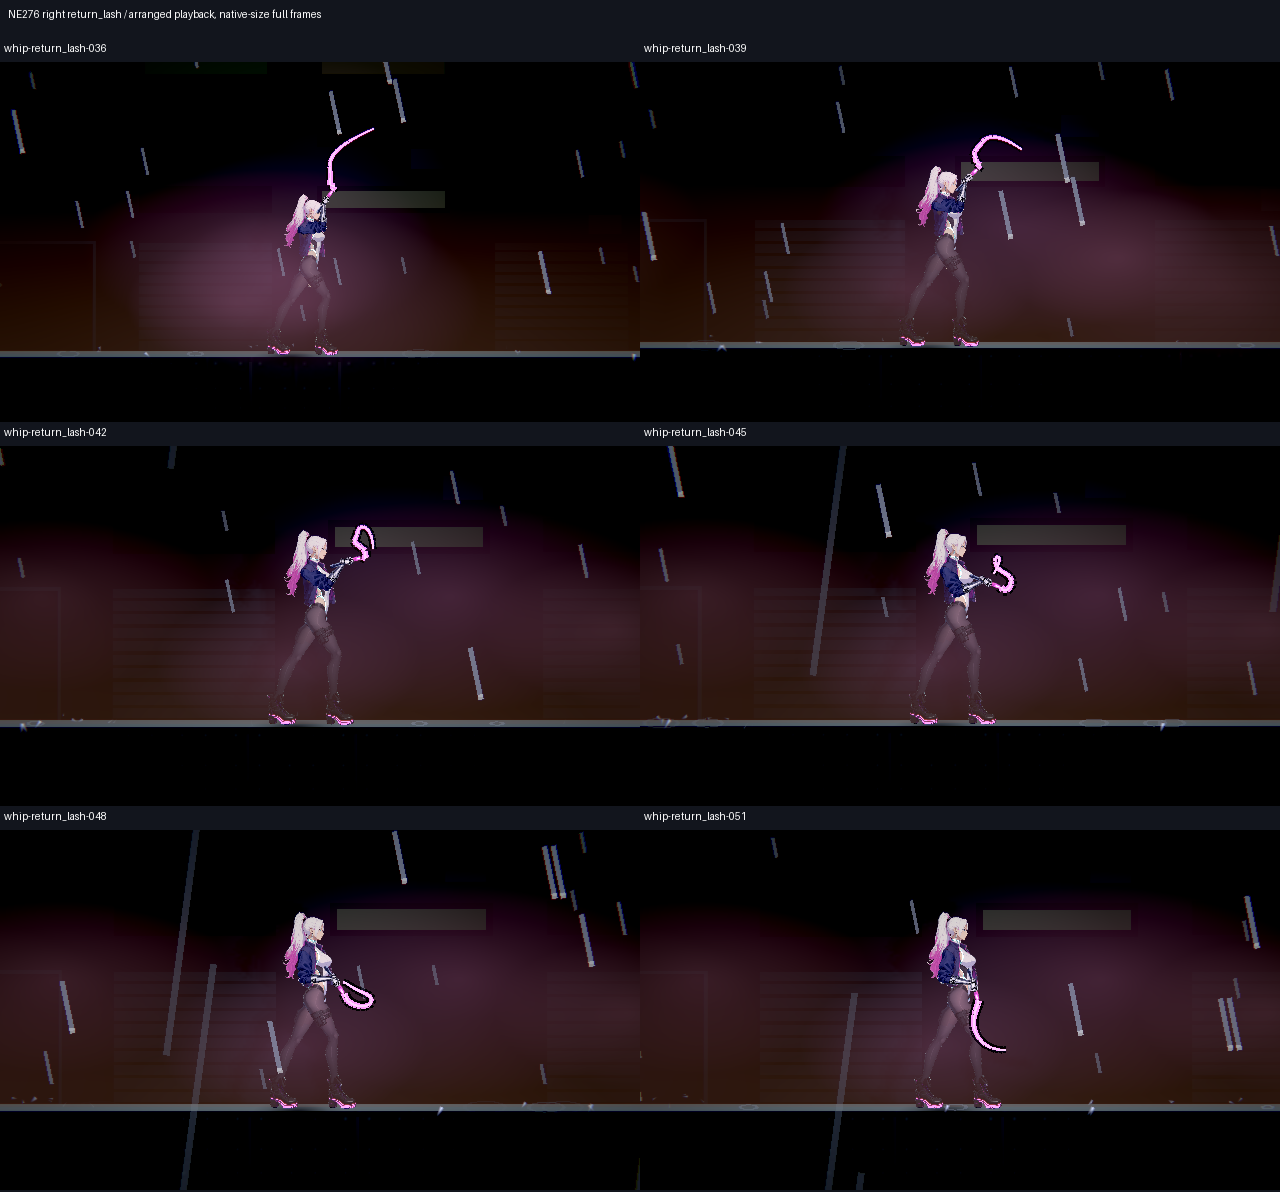 NE276 right return_lash / arranged playback, native-size full frames
whip-return_lash-036
whip-return_lash-039
whip-return_lash-042
whip-return_lash-045
whip-return_lash-048
whip-return_lash-051